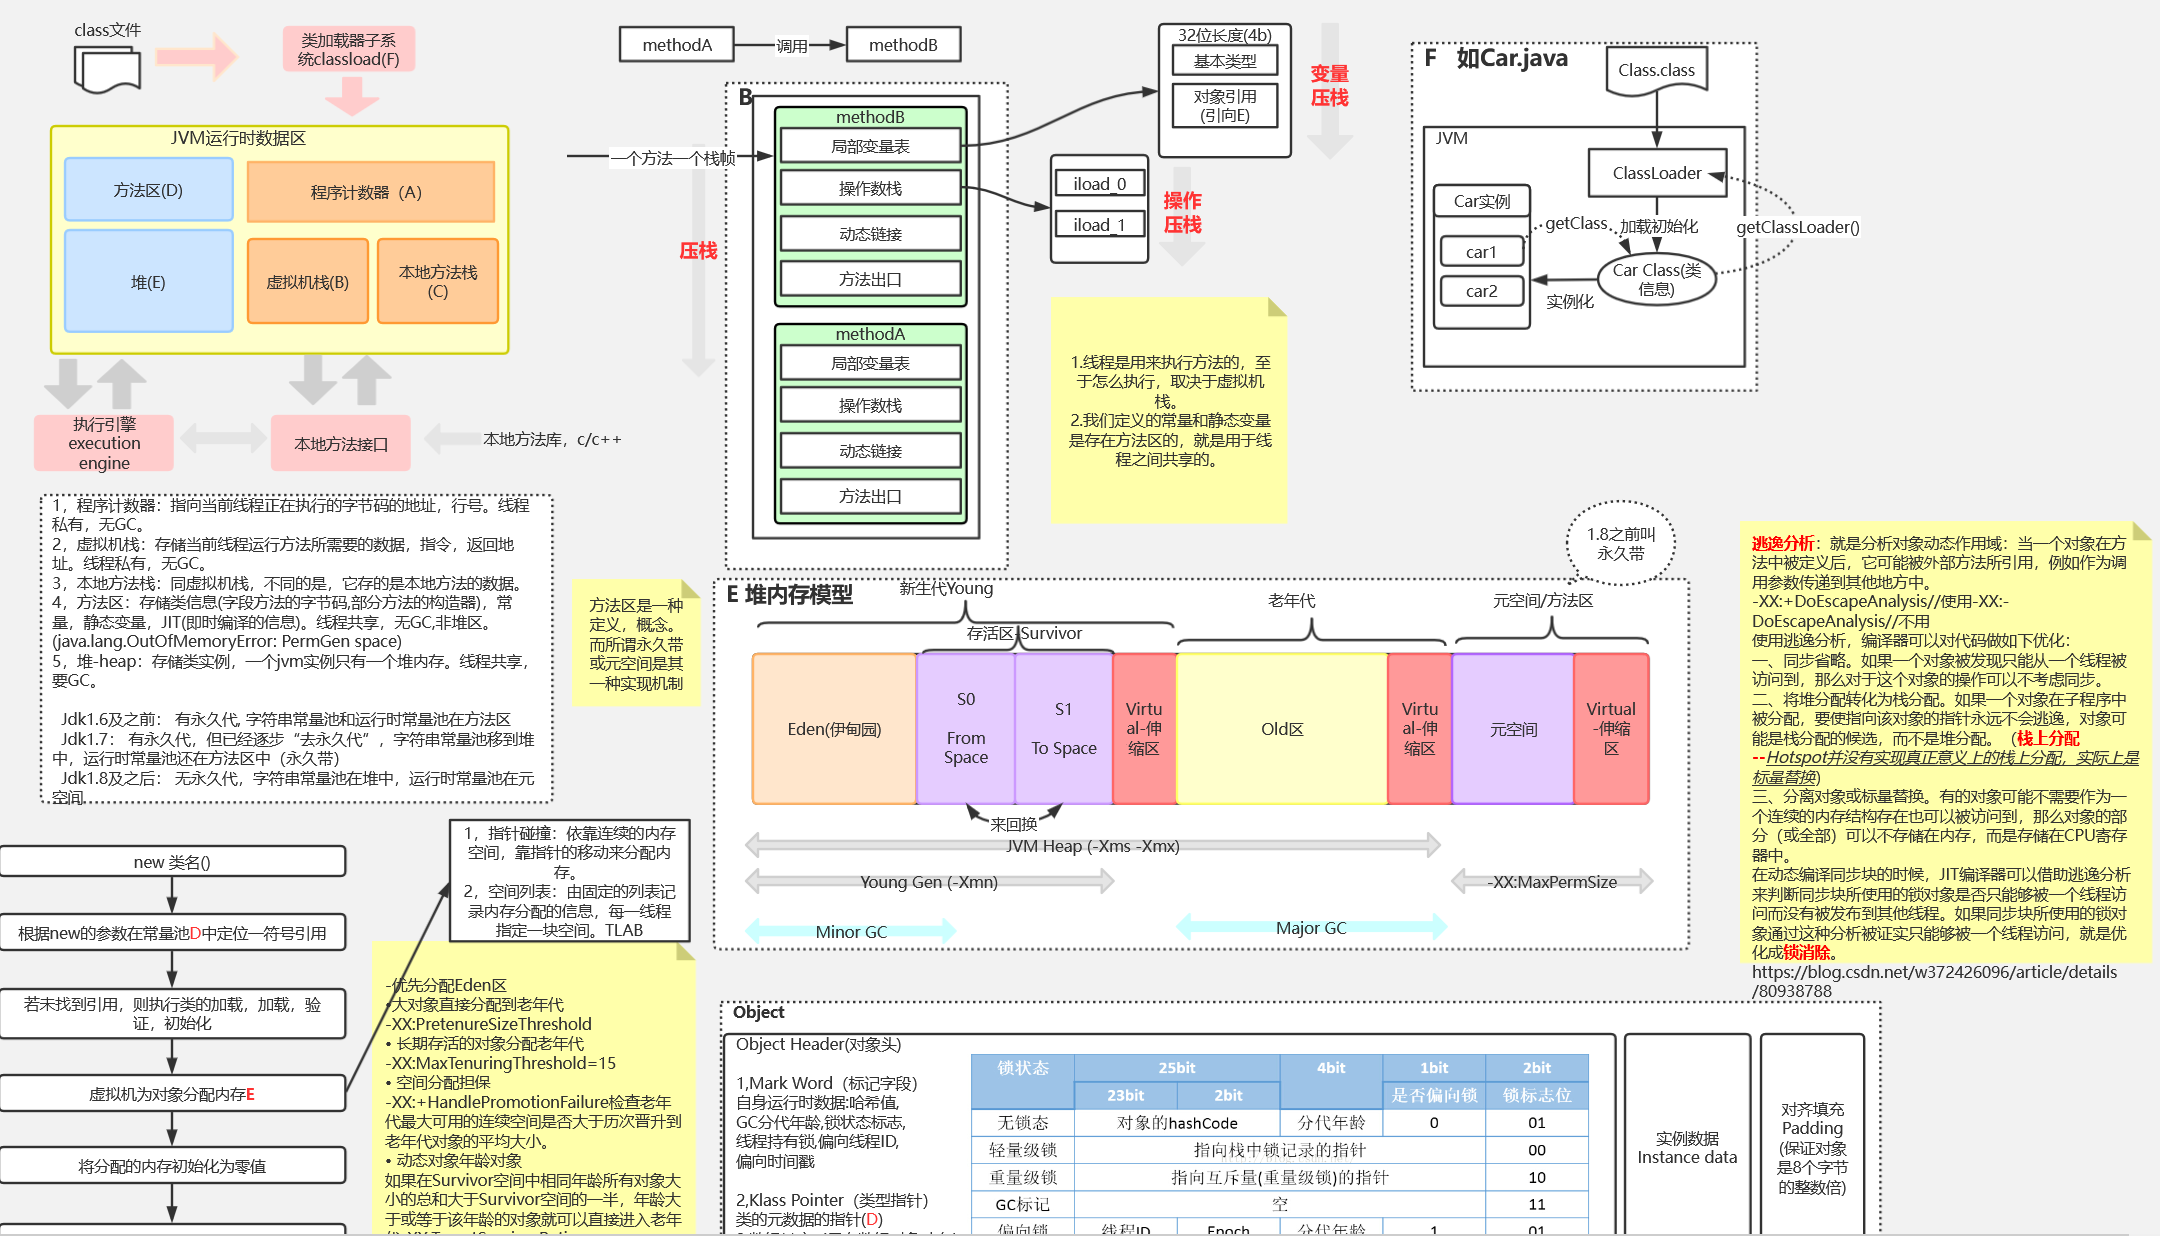 class文件
类加载器子系
统classload(F)
JVM运行时数据区
方法区(D)
程序计数器（A）
堆(E)
虚拟机栈(B)
本地方法栈
(C)
执行引擎
execution
engine
本地方法接口
本地方法库，c/c++
methodA
调用
methodB
B
一个方法一个栈帧
压栈
methodB
局部变量表
操作数栈
动态链接
方法出口
methodA
局部变量表
操作数栈
动态链接
方法出口
32位长度(4b)
基本类型
对象引用
(引向E)
变量
压栈
iload_0
iload_1
操作
压栈
1.线程是用来执行方法的，至
于怎么执行，取决于虚拟机
栈。
2.我们定义的常量和静态变量
是存在方法区的，就是用于线
程之间共享的。
F 如Car.java
Class.class
JVM
ClassLoader
Car实例
car1
car2
getClass
加载初始化
getClassLoader()
Car Class(类
信息)
实例化
1，程序计数器：指向当前线程正在执行的字节码的地址，行号。线程
私有，无GC。
2，虚拟机栈：存储当前线程运行方法所需要的数据，指令，返回地
址。线程私有，无GC。
3，本地方法栈：同虚拟机栈，不同的是，它存的是本地方法的数据。
4，方法区：存储类信息(字段方法的字节码,部分方法的构造器)，常
量，静态变量，JIT(即时编译的信息)。线程共享，无GC,非堆区。
(java.lang.OutOfMemoryError: PermGen space)
5，堆-heap：存储类实例，一个jvm实例只有一个堆内存。线程共享，
要GC。
Jdk1.6及之前： 有永久代, 字符串常量池和运行时常量池在方法区
Jdk1.7： 有永久代，但已经逐步“去永久代”，字符串常量池移到堆
中，运行时常量池还在方法区中（永久带）
Jdk1.8及之后： 无永久代，字符串常量池在堆中，运行时常量池在元
空间
方法区是一种
定义，概念。
而所谓永久带
或元空间是其
一种实现机制
E 堆内存模型
新生代Young
存活区-Survivor
老年代
元空间/方法区
1.8之前叫
永久带
Eden(伊甸园)
S0
From
Space
S1
To Space
Virtu
al-伸
缩区
Old区
Virtu
al-伸
缩区
元空间
Virtual
-伸缩
区
来回换
JVM Heap (-Xms -Xmx)
Young Gen (-Xmn)
-XX:MaxPermSize
Minor GC
Major GC
逃逸分析：就是分析对象动态作用域：当一个对象在方
法中被定义后，它可能被外部方法所引用，例如作为调
用参数传递到其他地方中。
-XX:+DoEscapeAnalysis//使用-XX:-
DoEscapeAnalysis//不用
使用逃逸分析，编译器可以对代码做如下优化：
一、同步省略。如果一个对象被发现只能从一个线程被
访问到，那么对于这个对象的操作可以不考虑同步。
二、将堆分配转化为栈分配。如果一个对象在子程序中
被分配，要使指向该对象的指针永远不会逃逸，对象可
能是栈分配的候选，而不是堆分配。（栈上分配
--Hotspot并没有实现真正意义上的栈上分配，实际上是
标量替换）
三、分离对象或标量替换。有的对象可能不需要作为一
个连续的内存结构存在也可以被访问到，那么对象的部
分（或全部）可以不存储在内存，而是存储在CPU寄存
器中。
在动态编译同步块的时候，JIT编译器可以借助逃逸分析
来判断同步块所使用的锁对象是否只能够被一个线程访
问而没有被发布到其他线程。如果同步块所使用的锁对
象通过这种分析被证实只能够被一个线程访问，就是优
化成锁消除。
https://blog.csdn.net/w372426096/article/details
/80938788
new 类名()
根据new的参数在常量池D中定位一符号引用
若未找到引用，则执行类的加载，加载，验
证，初始化
虚拟机为对象分配内存E
将分配的内存初始化为零值
1，指针碰撞：依靠连续的内存
空间，靠指针的移动来分配内
存。
2，空间列表：由固定的列表记
录内存分配的信息，每一线程
指定一块空间。TLAB
-优先分配Eden区
•大对象直接分配到老年代
-XX:PretenureSizeThreshold
• 长期存活的对象分配老年代
-XX:MaxTenuringThreshold=15
• 空间分配担保
-XX:+HandlePromotionFailure检查老年
代最大可用的连续空间是否大于历次晋升到
老年代对象的平均大小。
• 动态对象年龄对象
如果在Survivor空间中相同年龄所有对象大
小的总和大于Survivor空间的一半，年龄大
于或等于该年龄的对象就可以直接进入老年
Object
Object Header(对象头)
1,Mark Word（标记字段）
自身运行时数据:哈希值,
GC分代年龄,锁状态标志,
线程持有锁,偏向线程ID,
偏向时间戳
2,Klass Pointer（类型指针）
类的元数据的指针(D)
锁状态 25bit 4bit 1bit 2bit
23bit 2bit 是否偏向锁 锁标志位
无锁态 对象的hashCode 分代年龄 0 01
轻量级锁 指向栈中锁记录的指针 00
重量级锁 指向互斥量(重量级锁)的指针 10
GC标记 空 11
偏向锁 线程ID Epoch 分代年龄 1 01
实例数据
Instance data
对齐填充
Padding
(保证对象
是8个字节
的整数倍)